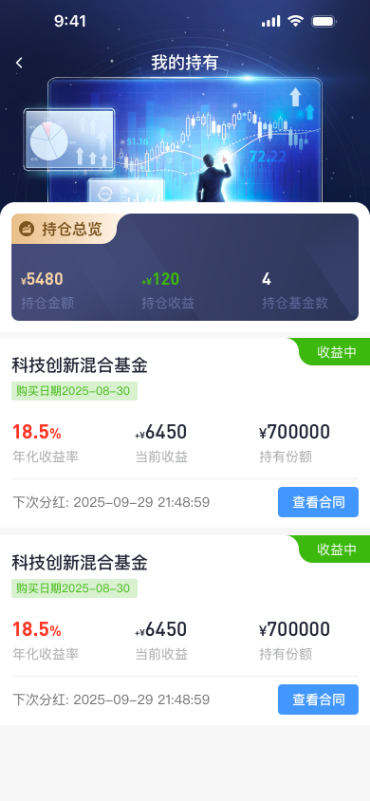 9:41
我的持有
51.16
72.22
持仓总览
¥5480
+¥120
4
持仓金额
持仓收益
持仓基金数
收益中
科技创新混合基金
购买日期2025-08-30
18.5%
+¥6450
¥700000
年化收益率
当前收益
持有份额
下次分红: 2025-09-29 21:48:59
查看合同
收益中
科技创新混合基金
购买日期2025-08-30
18.5%
+¥6450
¥700000
年化收益率
当前收益
持有份额
下次分红: 2025-09-29 21:48:59
查看合同